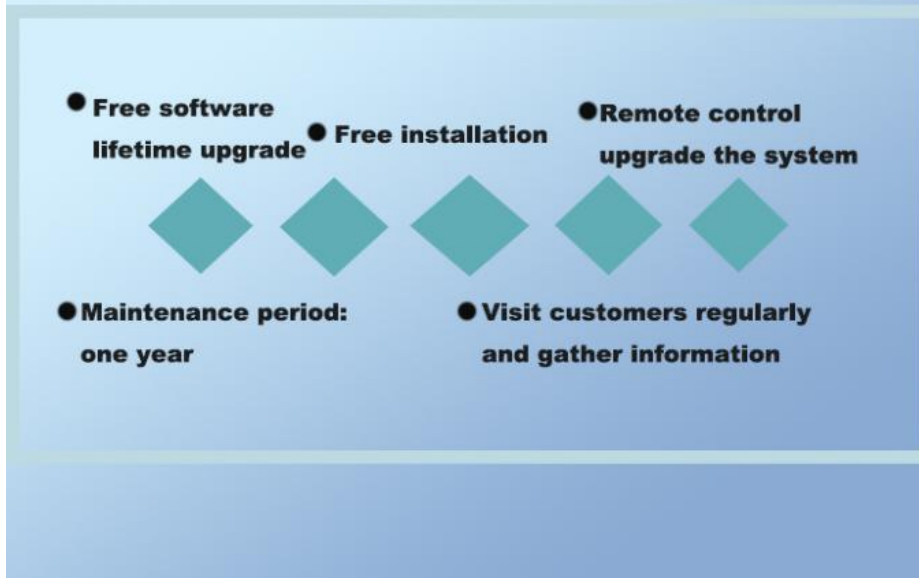 Free software
lifetime upgrade
Free installation
Remote control
upgrade the system
Maintenance period:
one year
Visit customers regularly
and gather information